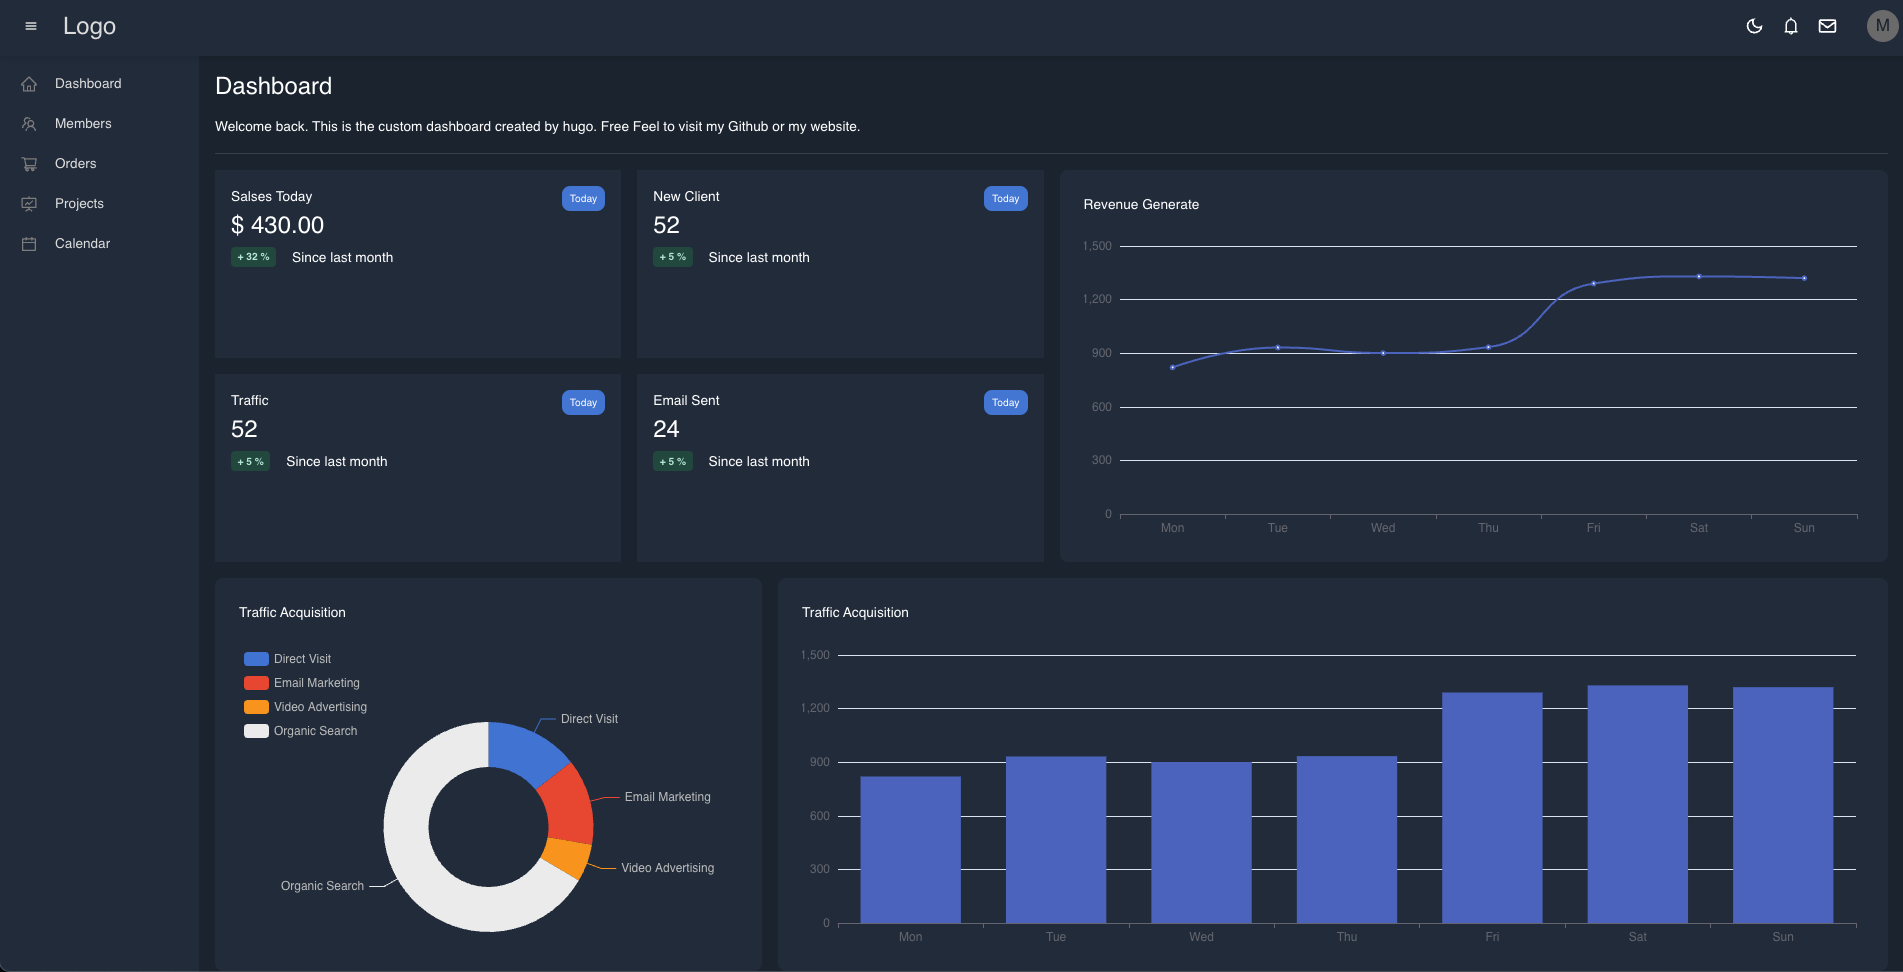 Logo
M
Dashboard
Members
Orders
Projects
Calendar
Dashboard
Welcome back. This is the custom dashboard created by hugo. Free Feel to visit my Github or my website.
Salses Today
Today
$ 430.00
+ 32 %
Since last month
New Client
Today
52
+ 5 %
Since last month
Traffic
Today
52
+ 5 %
Since last month
Email Sent
Today
24
+ 5 %
Since last month
Revenue Generate
1,500
1,200
900
600
300
0
Mon Tue Wed Thu Fri Sat Sun
Traffic Acquisition
Direct Visit
Email Marketing
Video Advertising
Organic Search
Direct Visit
Email Marketing
Video Advertising
Organic Search
Traffic Acquisition
1,500
1,200
900
600
300
0
Mon Tue Wed Thu Fri Sat Sun